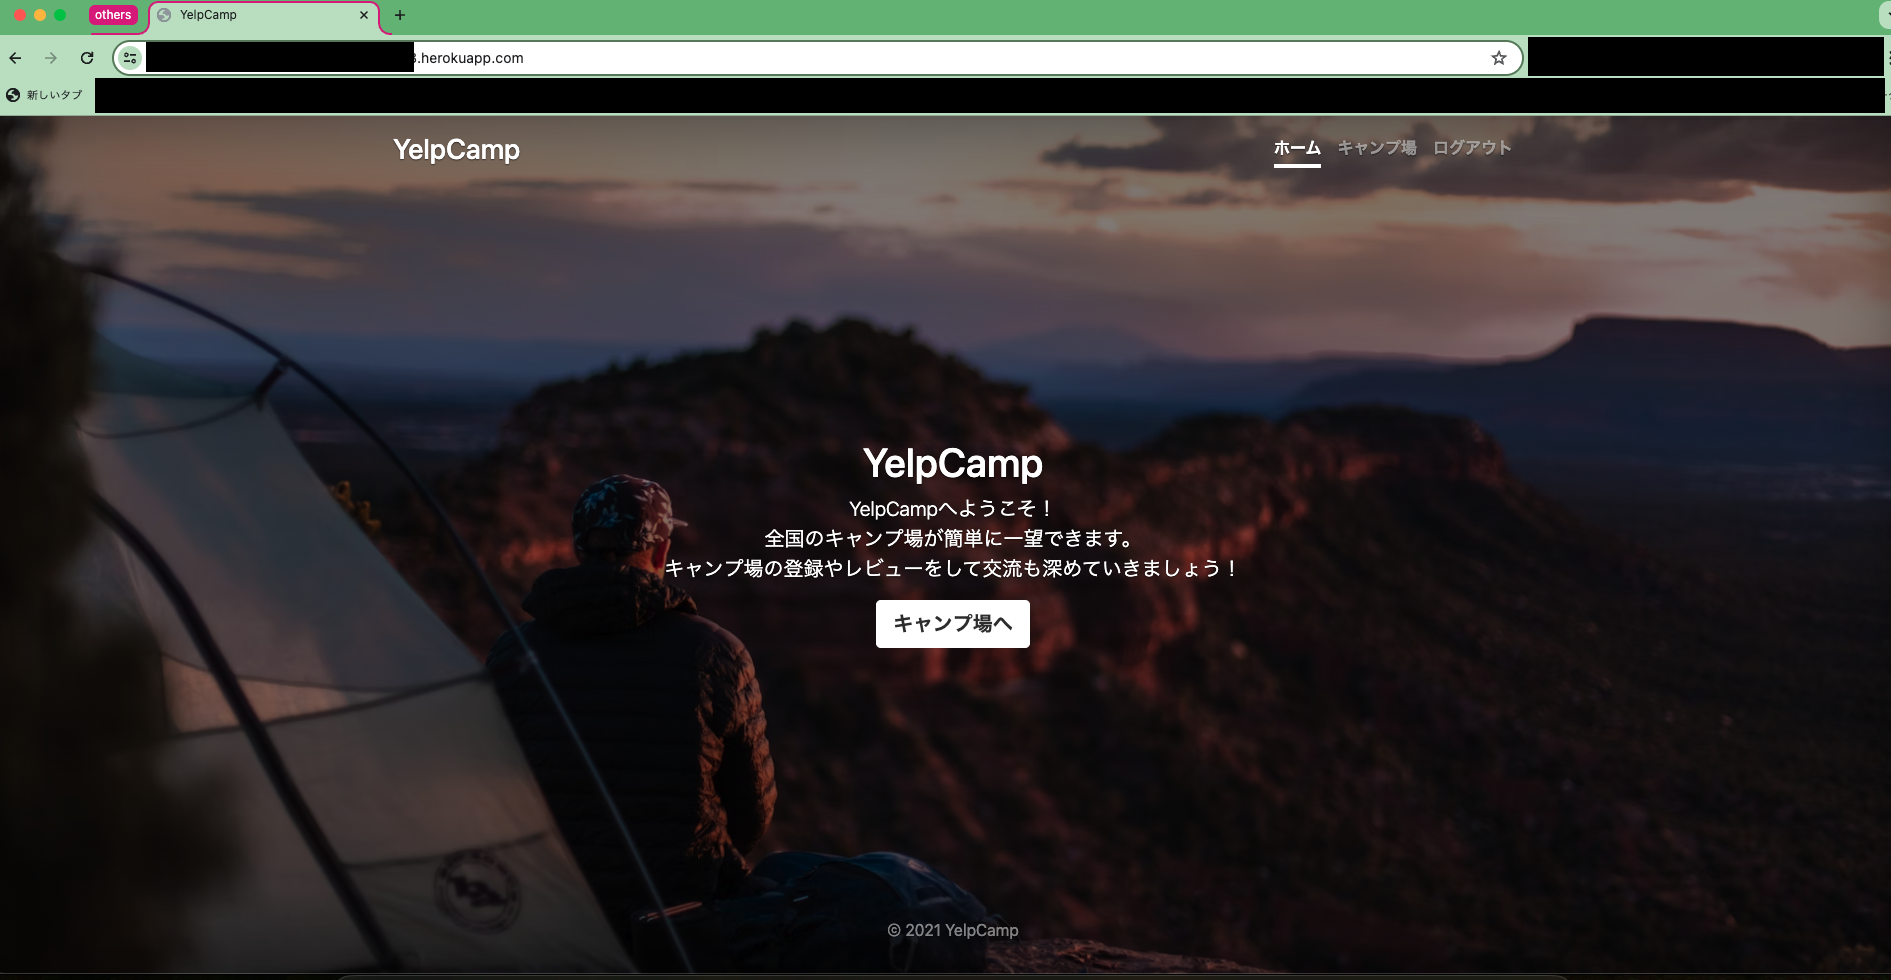 others
YelpCamp
.herokuapp.com
新しいタブ
YelpCamp
ホーム キャンプ場 ログアウト
YelpCamp
YelpCampへようこそ！
全国のキャンプ場が簡単に一望できます。
キャンプ場の登録やレビューをして交流も深めていきましょう！
キャンプ場へ
© 2021 YelpCamp